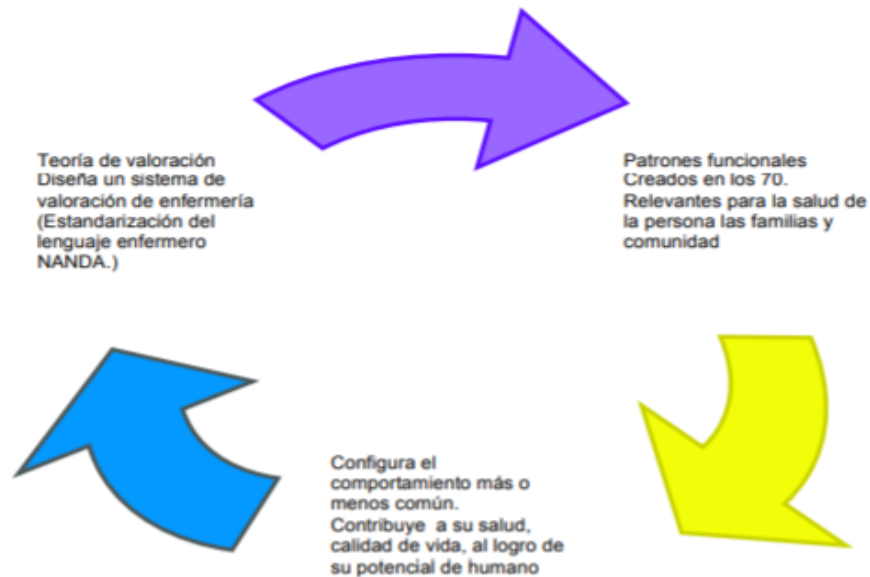 Teoría de valoración
Diseña un sistema de
valoración de enfermería
(Estandarización del
lenguaje enfermero
NANDA.)
Patrones funcionales
Creados en los 70.
Relevantes para la salud de
la persona las familias y
comunidad
Configura el
comportamiento más o
menos común.
Contribuye a su salud,
calidad de vida, al logro de
su potencial de humano